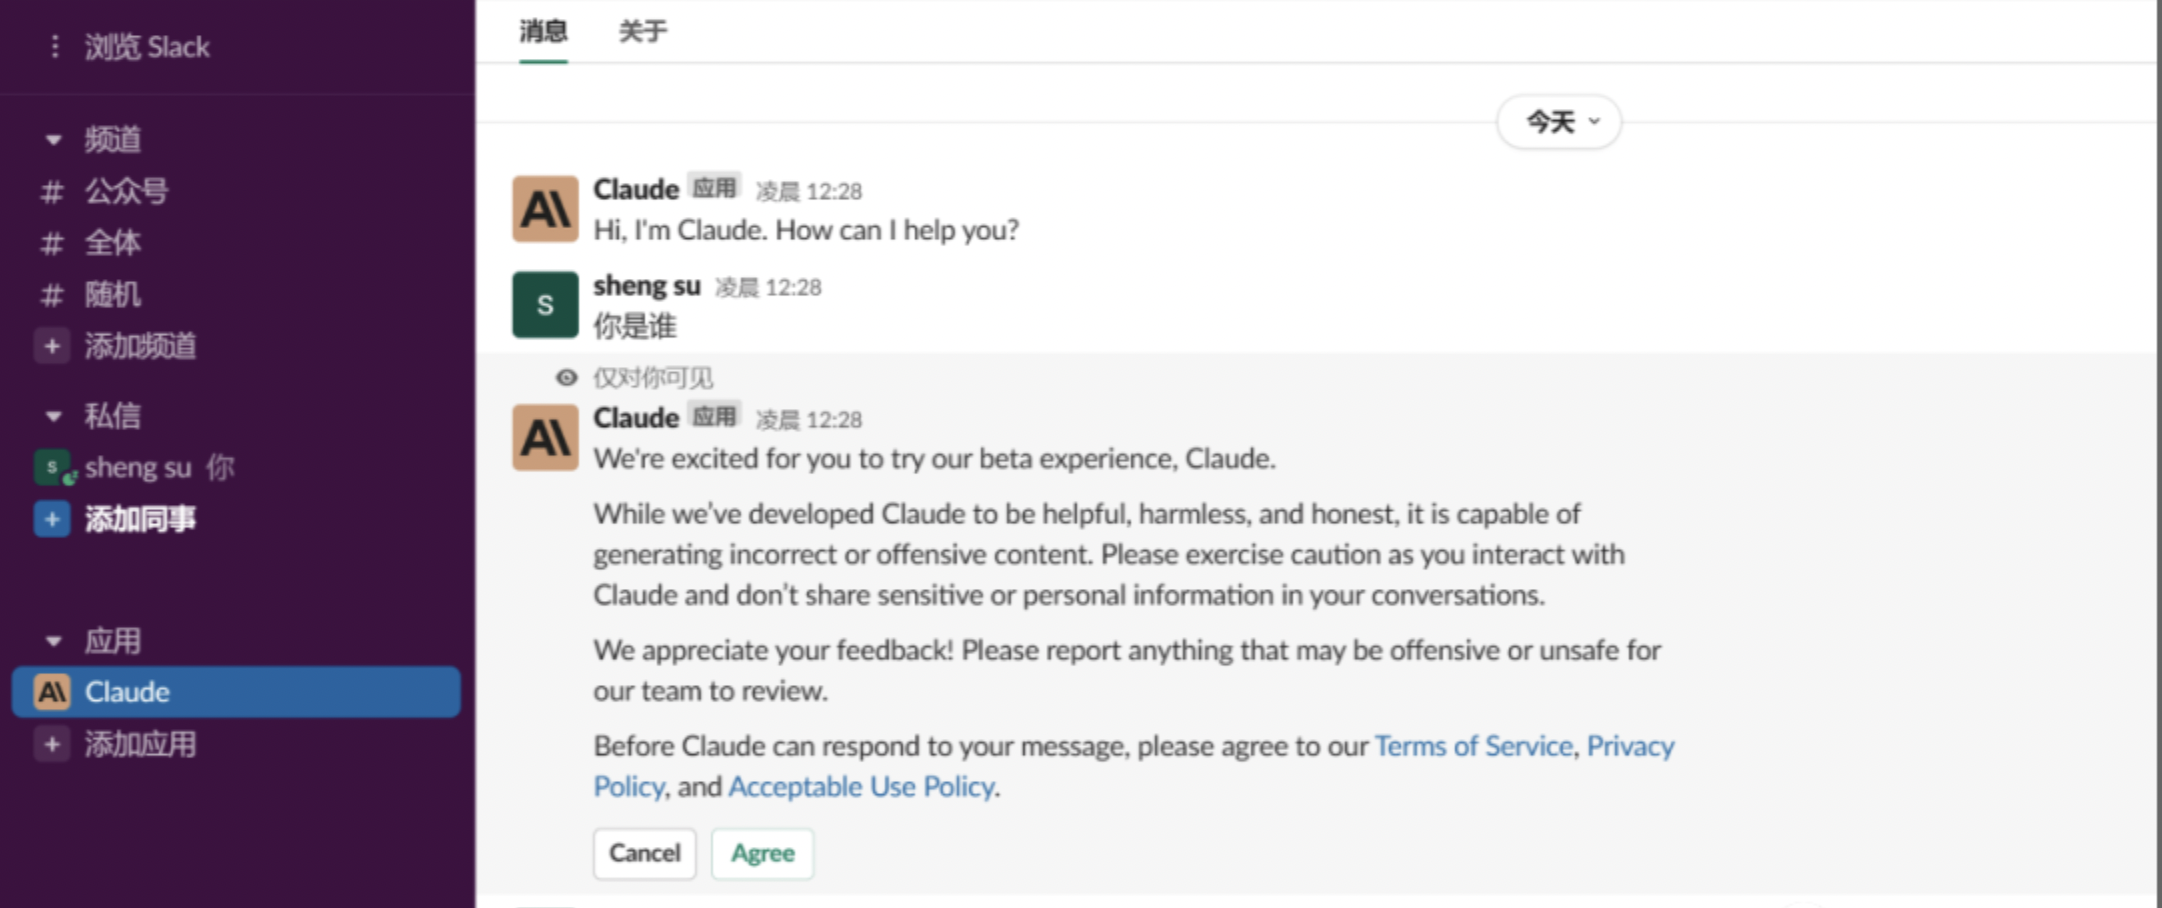 浏览 Slack
频道
# 公众号
# 全体
# 随机
+ 添加频道
私信
S sheng su 你
+ 添加同事
应用
A\ Claude
+ 添加应用
消息 关于
今天
Claude 应用 凌晨 12:28
Hi, I'm Claude. How can I help you?
S
sheng su 凌晨 12:28
你是谁
仅对你可见
Claude 应用 凌晨 12:28
We're excited for you to try our beta experience, Claude.
While we’ve developed Claude to be helpful, harmless, and honest, it is capable of
generating incorrect or offensive content. Please exercise caution as you interact with
Claude and don’t share sensitive or personal information in your conversations.
We appreciate your feedback! Please report anything that may be offensive or unsafe for
our team to review.
Before Claude can respond to your message, please agree to our Terms of Service, Privacy
Policy, and Acceptable Use Policy.
Cancel Agree